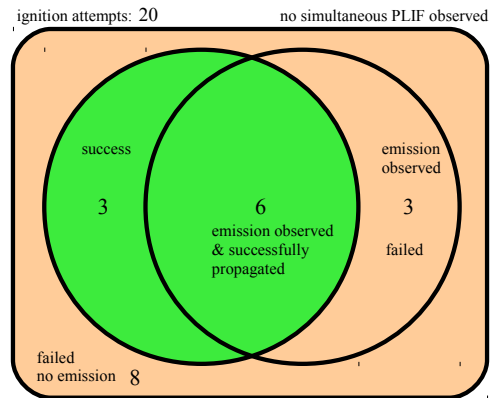 ignition attempts: 20
no simultaneous PLIF observed
success
3
6
emission observed
& successfully
propagated
emission
observed
3
failed
failed
no emission 8